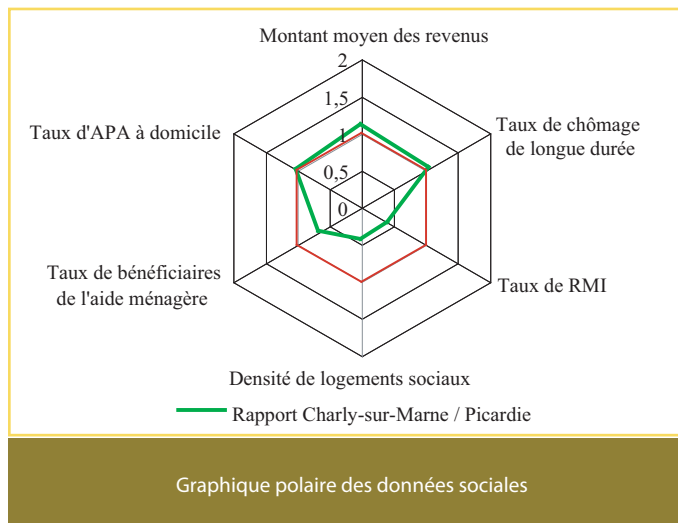 Montant moyen des revenus
2
1,5
1
0,5
0
Taux d'APA à domicile
Taux de chômage
de longue durée
Taux de bénéficiaires
de l'aide ménagère
Taux de RMI
Densité de logements sociaux
Rapport Charly-sur-Marne / Picardie
Graphique polaire des données sociales